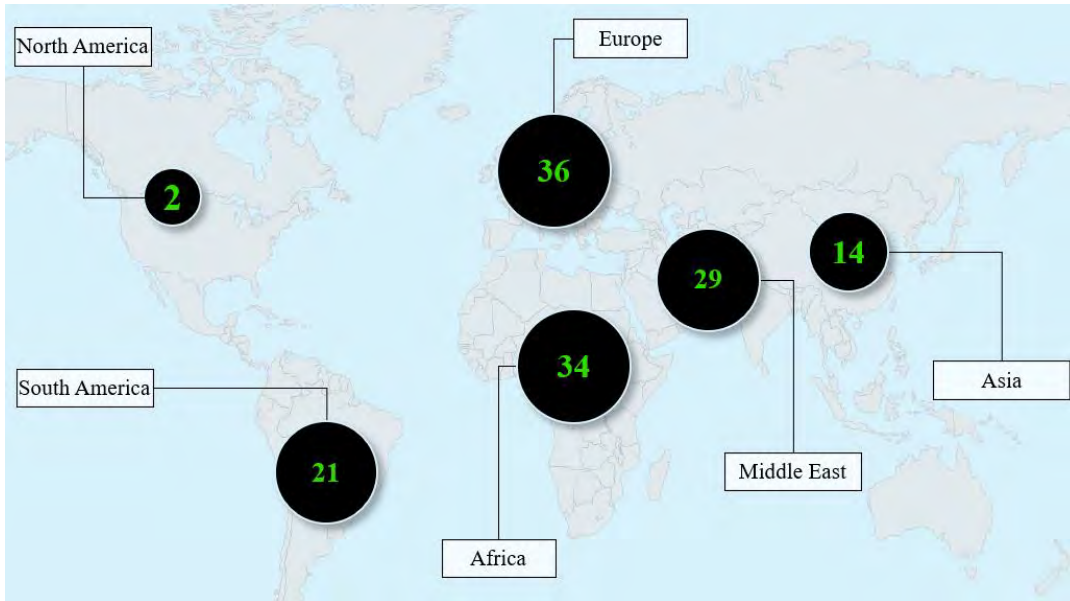 Europe
North America
36
2
14
29
34
South America
Asia
21
Middle East
Africa